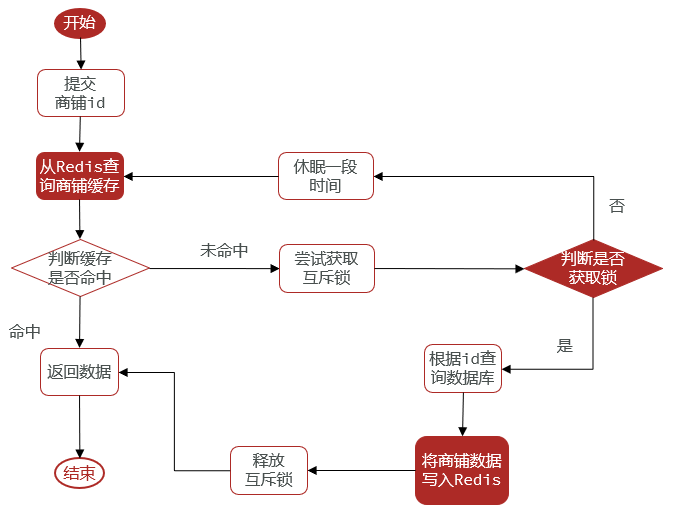 开始
提交
商铺id
从Redis查
询商铺缓存
休眠一段
时间
否
判断缓存
是否命中
未命中
尝试获取
互斥锁
判断是否
获取锁
命中
是
返回数据
根据id查
询数据库
结束
释放
互斥锁
将商铺数据
写入Redis